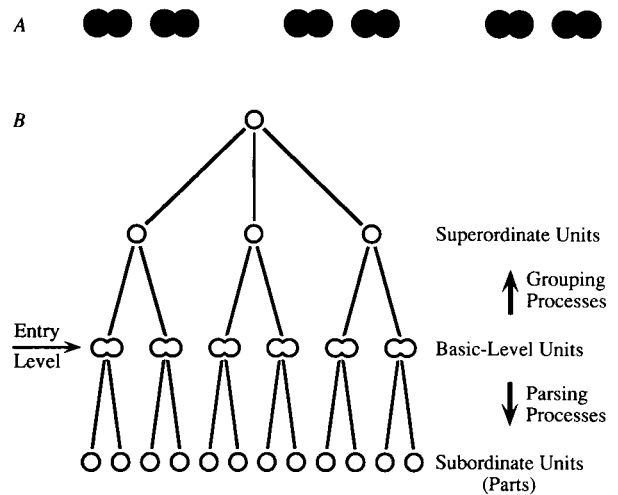 A
B
Superordinate Units
Grouping
Processes
Entry
Level
Basic-Level Units
Parsing
Processes
Subordinate Units
(Parts)